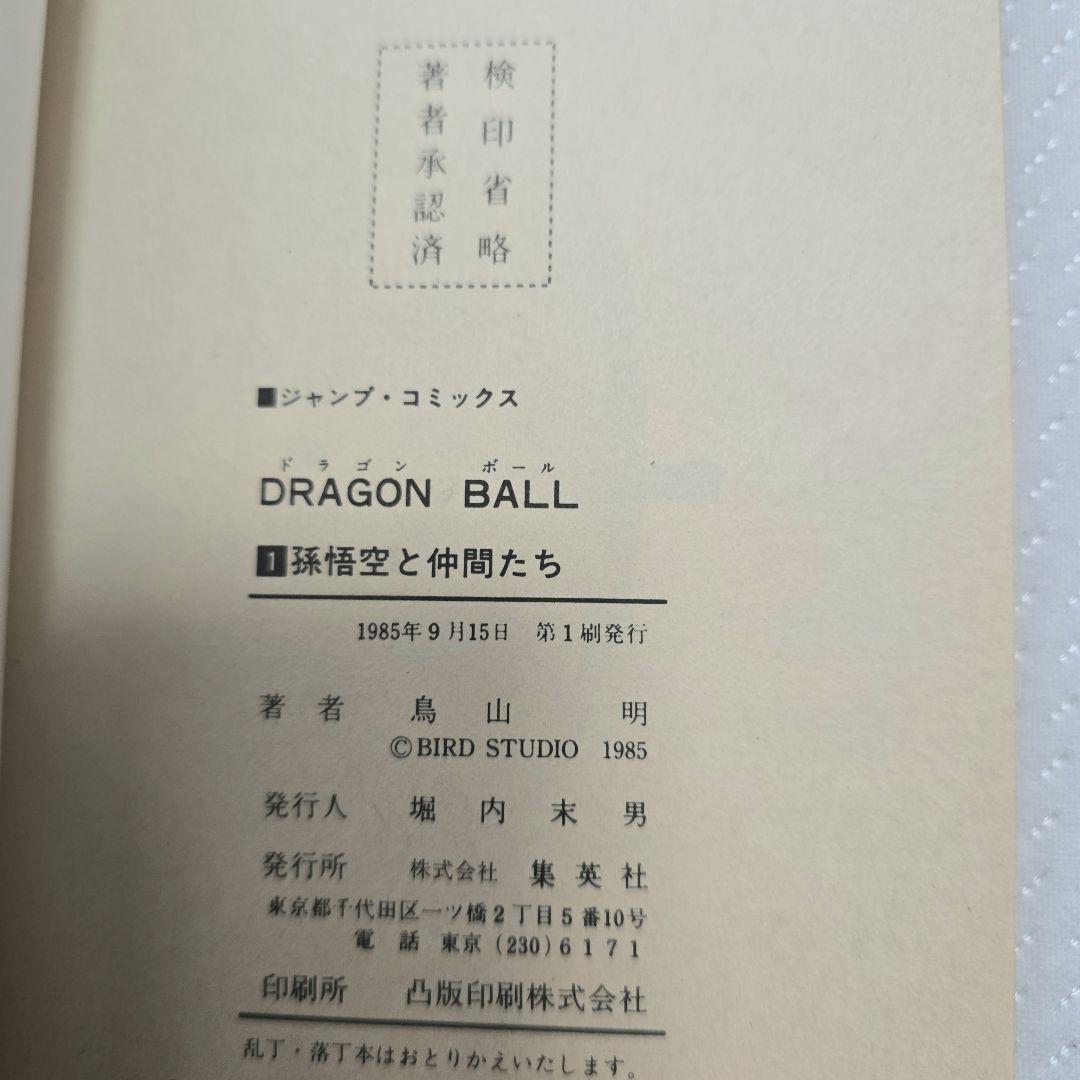 検印省略
著者承認済
■ジャンプ・コミックス
ドラゴン ボール
DRAGON BALL
1孫悟空と仲間たち
1985年9月15日 第1刷発行
著者 鳥山 明
©BIRD STUDIO 1985
発行人 堀内末男
発行所 株式会社 集英社
東京都千代田区一ツ橋2丁目5番10号
電話 東京(230)6171
印刷所 凸版印刷株式会社
乱丁・落丁本はおとりかえいたします。